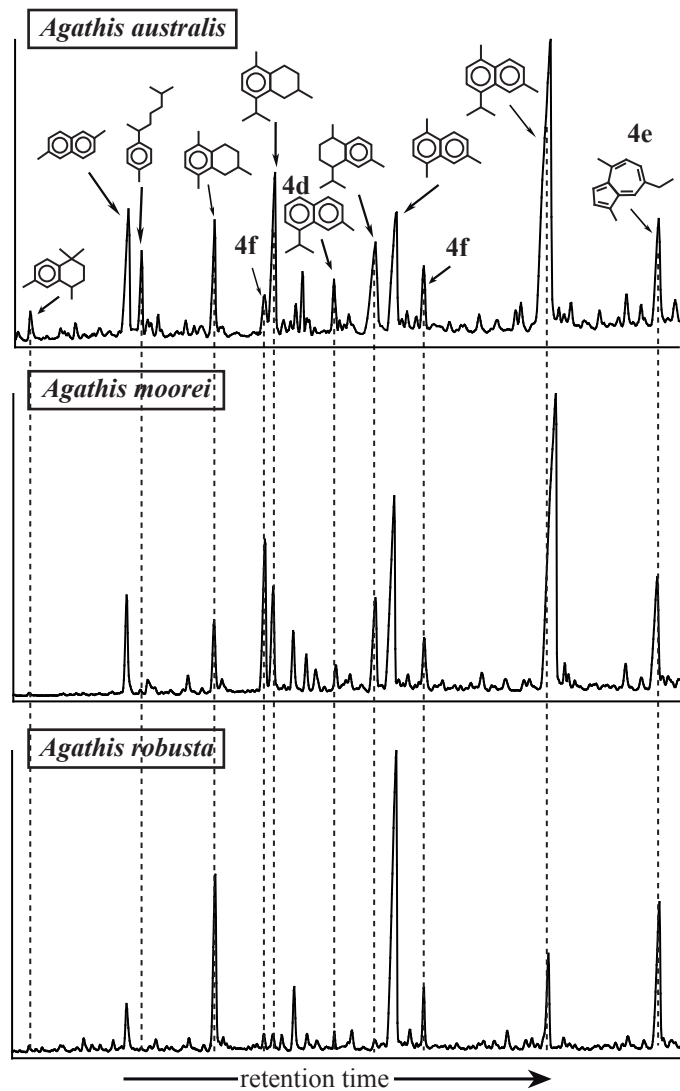 Agathis australis
4e
4d
4f
4f
Agathis moorei
Agathis robusta
retention time